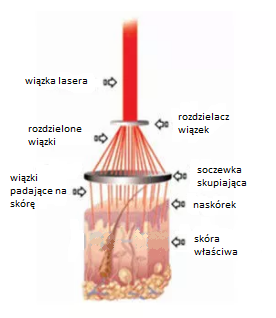 wiązka lasera
rozdzielacz
wiązek
rozdzielone
wiązki
soczewka
skupiająca
wiązki
padające na
skórę
naskórek
skóra
właściwa